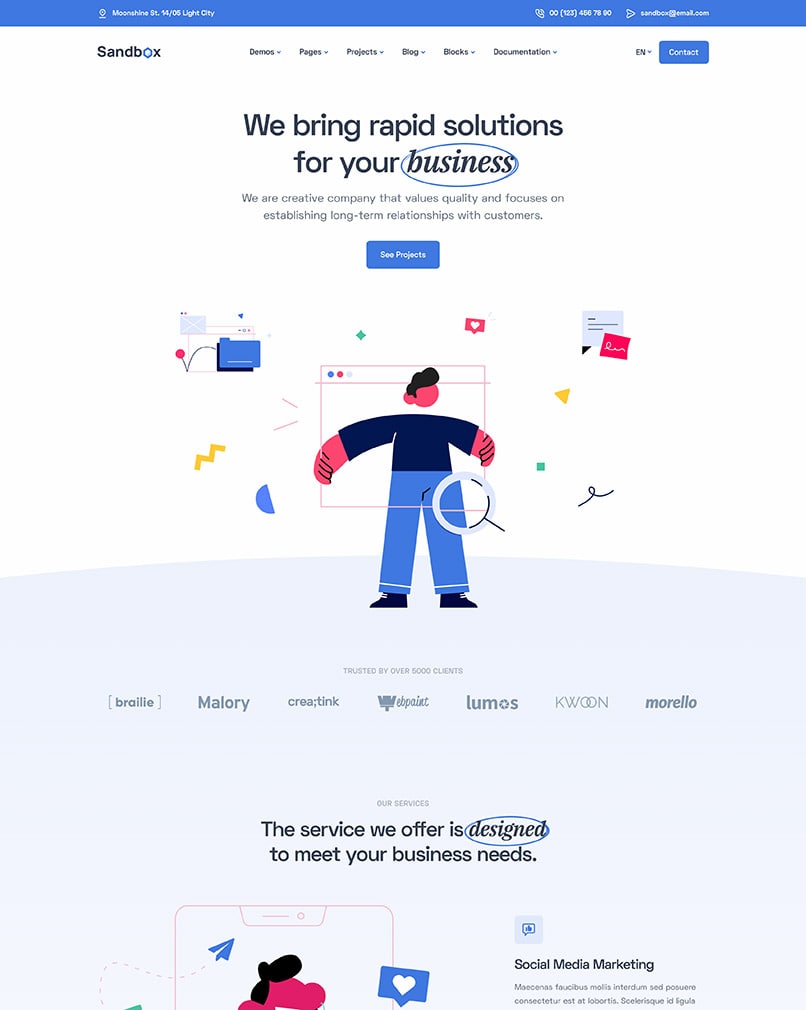 Moonshine St. 14/05 Light City
00 (123) 456 78 90
sandbox@email.com
Sandbox
Demos
Pages
Projects
Blog
Blocks
Documentation
EN
Contact
We bring rapid solutions
for your business
We are creative company that values quality and focuses on
establishing long-term relationships with customers.
See Projects
TRUSTED BY OVER 5000 CLIENTS
[ brailie ]
Malory
crea;tink
Webpaint
lumos
KWOON
morello
OUR SERVICES
The service we offer is designed
to meet your business needs.
Social Media Marketing
Maecenas faucibus mollis interdum sed posuere
consectetur est at lobortis. Scelerisque id ligula